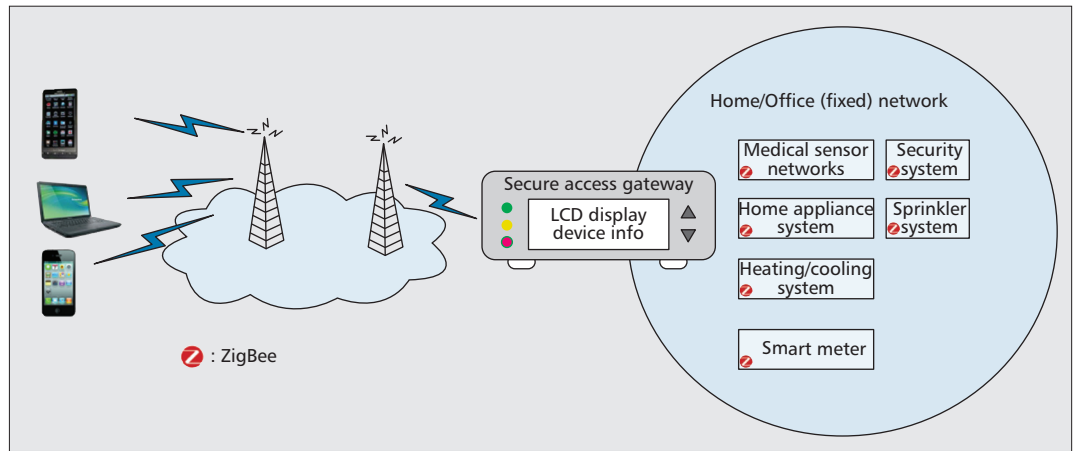 Home/Office (fixed) network
Medical sensor
networks
Security
system
Secure access gateway
LCD display
device info
Home appliance
system
Sprinkler
system
Heating/cooling
system
Smart meter
: ZigBee